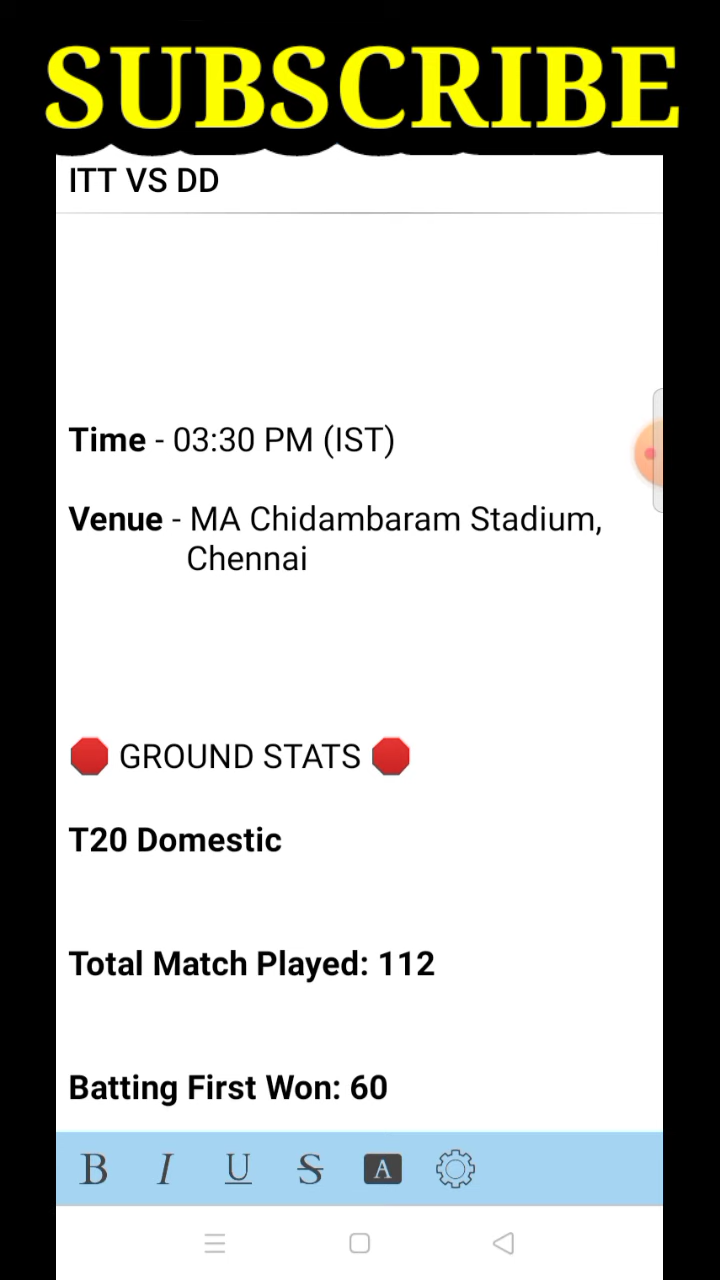 SUBSCRIBE
ITT VS DD
Time - 03:30 PM (IST)
Venue - MA Chidambaram Stadium,
Chennai
🛑 GROUND STATS 🛑
T20 Domestic
Total Match Played: 112
Batting First Won: 60
B I U S A